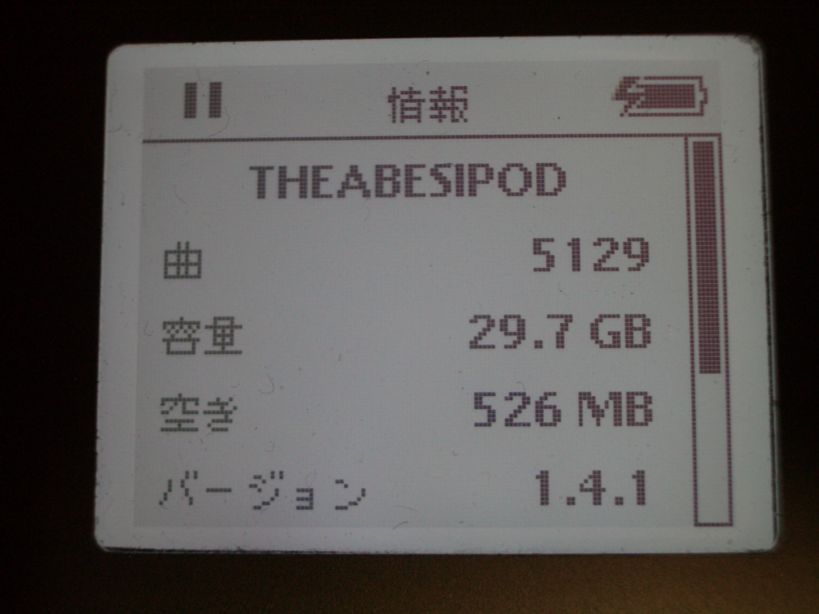 情報
THEABESIPOD
曲 5129
容量 29.7 GB
空き 526 MB
バージョン 1.4.1